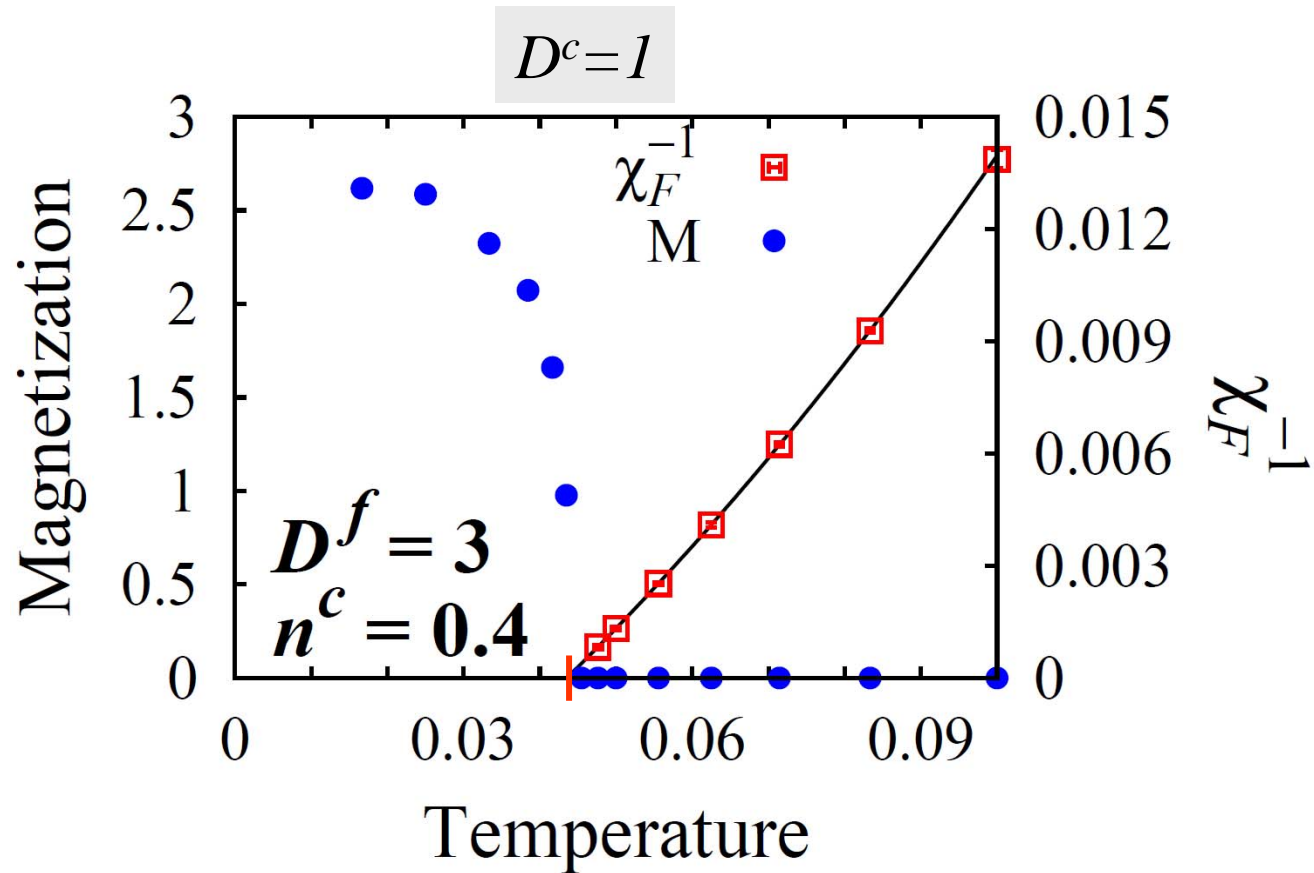 D^c=1
3
2.5
2
1.5
1
0.5
0
Magnetization
χ_F^{-1}
M
D^f = 3
n^c = 0.4
0.015
0.012
0.009
0.006
0.003
0
χ_F^{-1}
0
0.03
0.06
0.09
Temperature